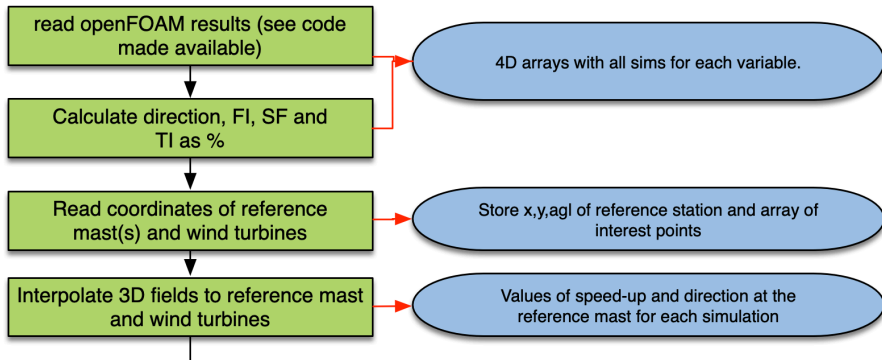 read openFOAM results (see code
made available)
4D arrays with all sims for each variable.
Calculate direction, FI, SF and
TI as %
Read coordinates of reference
mast(s) and wind turbines
Store x,y,agl of reference station and array of
interest points
Interpolate 3D fields to reference mast
and wind turbines
Values of speed-up and direction at the
reference mast for each simulation